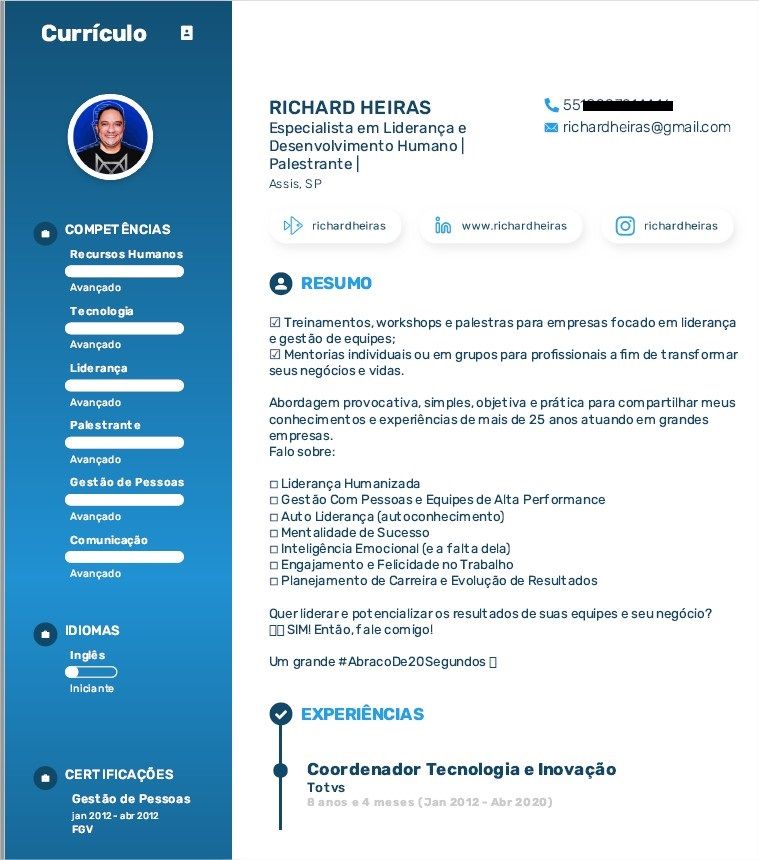 Currículo
COMPETÊNCIAS
Recursos Humanos
Avançado
Tecnologia
Avançado
Liderança
Avançado
Palestrante
Avançado
Gestão de Pessoas
Avançado
Comunicação
Avançado
IDIOMAS
Inglês
Iniciante
CERTIFICAÇÕES
Gestão de Pessoas
jan 2012 - abr 2012
FGV
RICHARD HEIRAS
Especialista em Liderança e
Desenvolvimento Humano |
Palestrante |
Assis, SP
richardheiras@gmail.com
richardheiras
www.richardheiras
richardheiras
RESUMO
☑ Treinamentos, workshops e palestras para empresas focado em liderança
e gestão de equipes;
☑ Mentorias individuais ou em grupos para profissionais a fim de transformar
seus negócios e vidas.
Abordagem provocativa, simples, objetiva e prática para compartilhar meus
conhecimentos e experiências de mais de 25 anos atuando em grandes
empresas.
Falo sobre:
□ Liderança Humanizada
□ Gestão Com Pessoas e Equipes de Alta Performance
□ Auto Liderança (autoconhecimento)
□ Mentalidade de Sucesso
□ Inteligência Emocional (e a falta dela)
□ Engajamento e Felicidade no Trabalho
□ Planejamento de Carreira e Evolução de Resultados
Quer liderar e potencializar os resultados de suas equipes e seu negócio?
▯▯ SIM! Então, fale comigo!
Um grande #AbracoDe20Segundos ▯
EXPERIÊNCIAS
Coordenador Tecnologia e Inovação
Totvs
8 anos e 4 meses (Jan 2012 - Abr 2020)